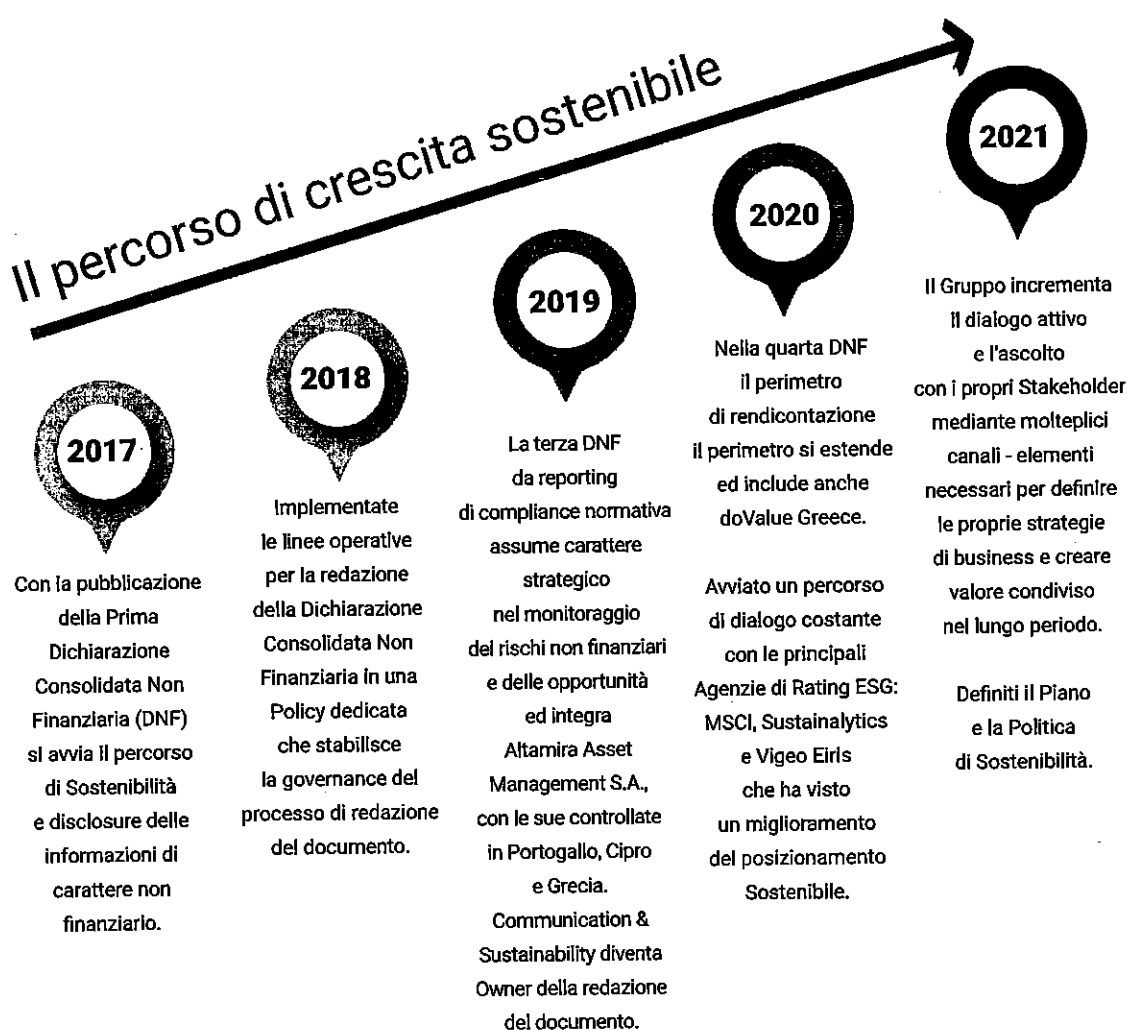 Il percorso di crescita sostenibile
2017
Con la pubblicazione
della Prima
Dichiarazione
Consolidata Non
Finanziaria (DNF)
si avvia il percorso
di Sostenibilità
e disclosure delle
informazioni di
carattere non
finanziario.
2018
Implementate
le linee operative
per la redazione
della Dichiarazione
Consolidata Non
Finanziaria in una
Policy dedicata
che stabilisce
la governance del
processo di redazione
del documento.
2019
La terza DNF
da reporting
di compliance normativa
assume carattere
strategico
nel monitoraggio
dei rischi non finanziari
e delle opportunità
ed integra
Altamira Asset
Management S.A.,
con le sue controllate
in Portogallo, Cipro
e Grecia.
Communication &
Sustainability diventa
Owner della redazione
del documento.
2020
Nella quarta DNF
il perimetro
di rendicontazione
il perimetro si estende
ed include anche
doValue Greece.
Avviato un percorso
di dialogo costante
con le principali
Agenzie di Rating ESG:
MSCI, Sustainalytics
e Vigeo Eiris
che ha visto
un miglioramento
del posizionamento
Sostenibile.
2021
Il Gruppo incrementa
il dialogo attivo
e l'ascolto
con i propri Stakeholder
mediante molteplici
canali - elementi
necessari per definire
le proprie strategie
di business e creare
valore condiviso
nel lungo periodo.
Definiti il Piano
e la Politica
di Sostenibilità.